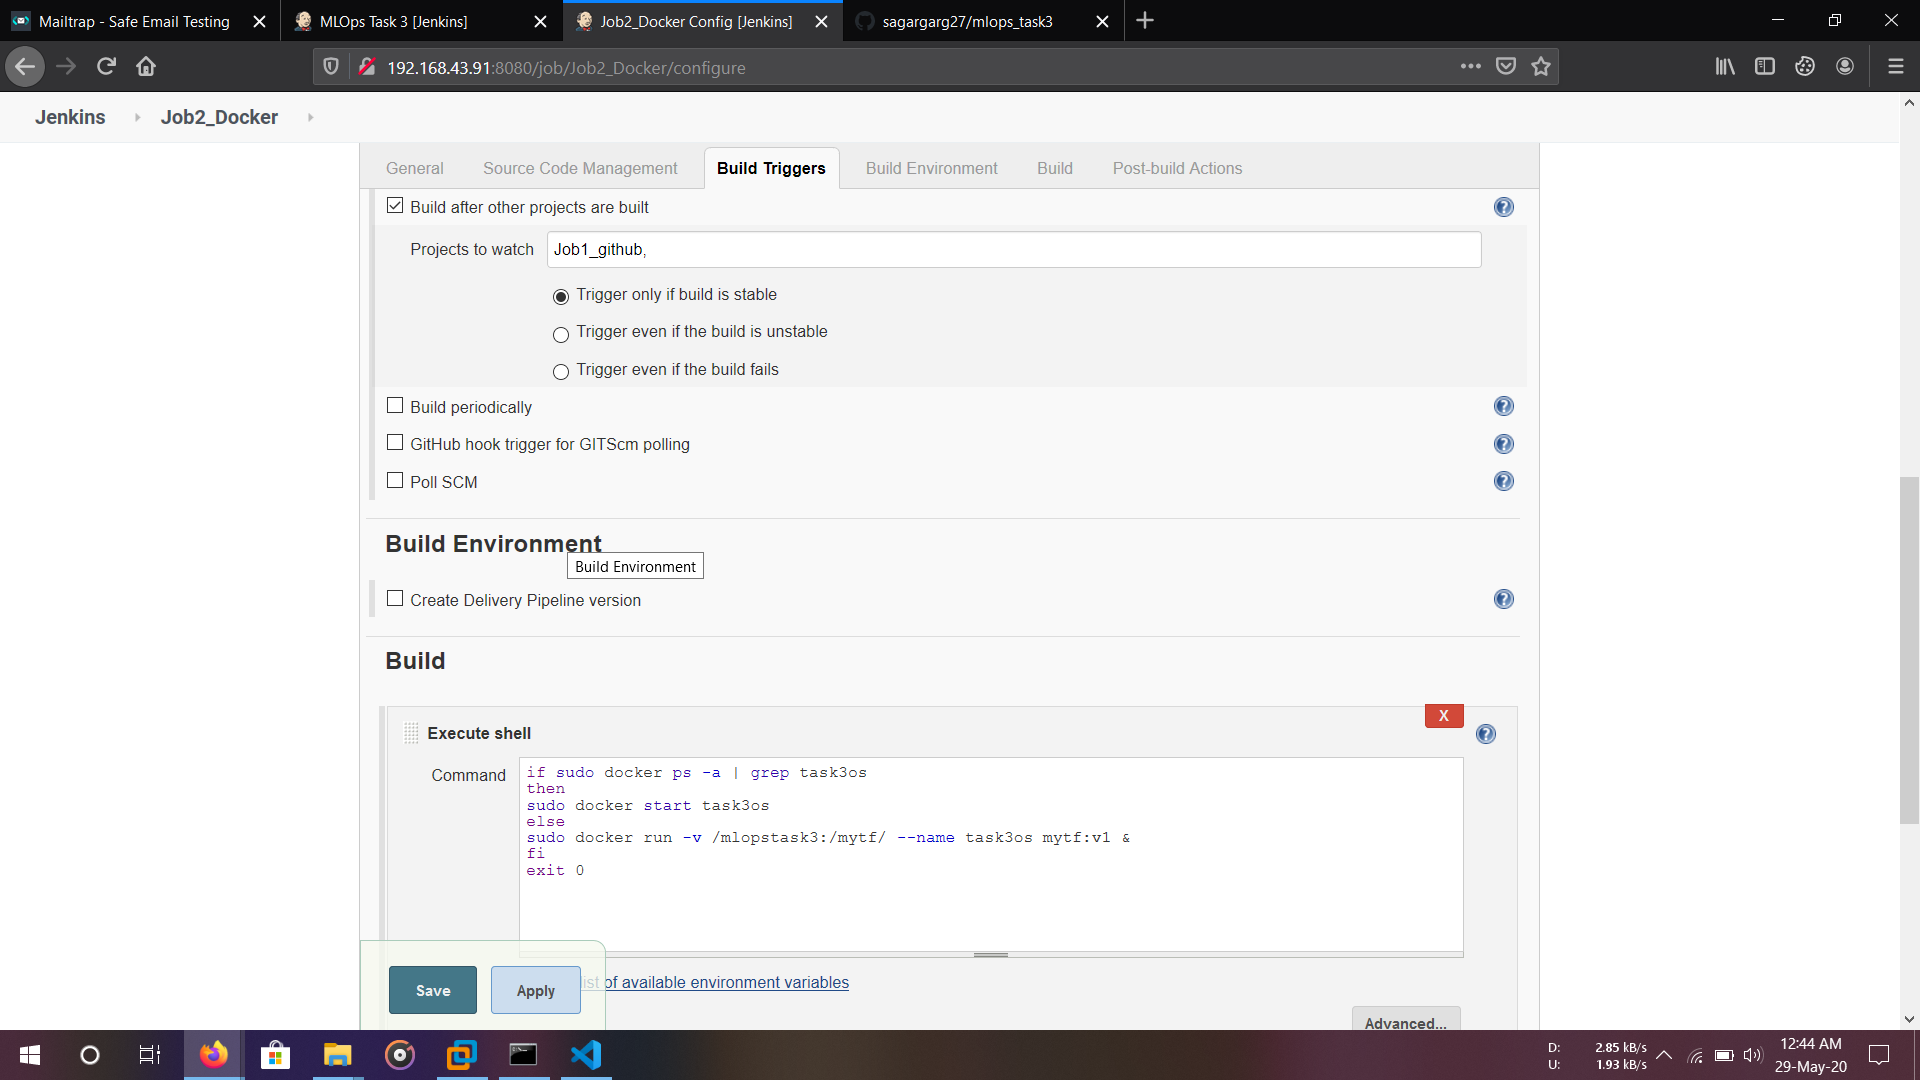 Mailtrap - Safe Email Testing
MLOps Task 3 [Jenkins]
Job2_Docker Config [Jenkins]
sagargarg27/mlops_task3
192.168.43.91:8080/job/Job2_Docker/configure
Jenkins
Job2_Docker
General
Source Code Management
Build Triggers
Build Environment
Build
Post-build Actions
Build after other projects are built
Projects to watch
Job1_github,
Trigger only if build is stable
Trigger even if the build is unstable
Trigger even if the build fails
Build periodically
GitHub hook trigger for GITScm polling
Poll SCM
Build Environment
Build Environment
Create Delivery Pipeline version
Build
X
Execute shell
Command
if sudo docker ps -a | grep task3os
then
sudo docker start task3os
else
sudo docker run -v /mlopstask3:/mytf/ --name task3os mytf:v1 &
fi
exit 0
list of available environment variables
Save
Apply
Advanced...
D: 2.85 kB/s
U: 1.93 kB/s
12:44 AM
29-May-20